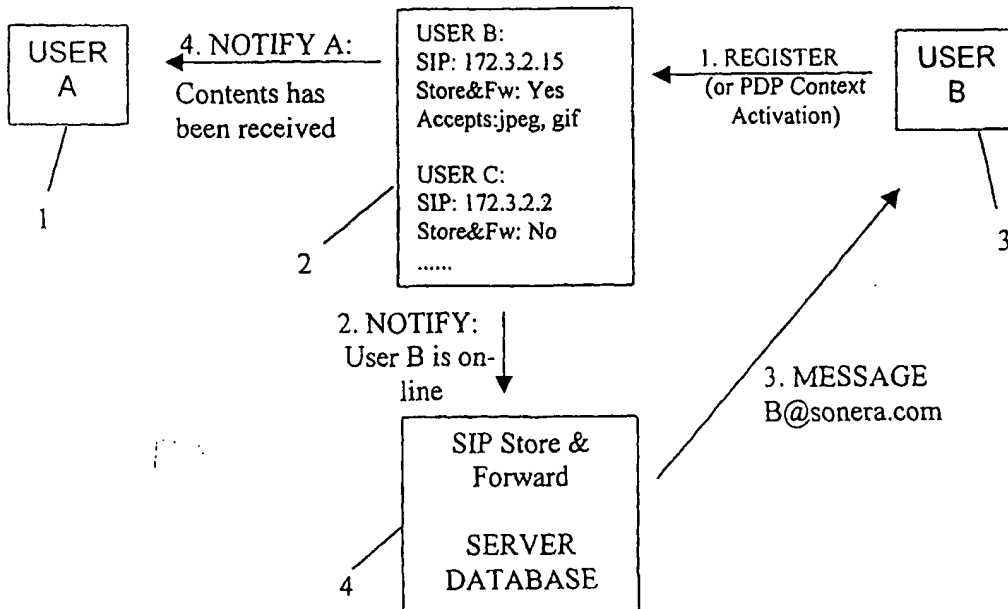 USER
A
1
4. NOTIFY A:
Contents has
been received
USER B:
SIP: 172.3.2.15
Store&Fw: Yes
Accepts:jpeg, gif
USER C:
SIP: 172.3.2.2
Store&Fw: No
......
2
1. REGISTER
(or PDP Context
Activation)
USER
B
3
2. NOTIFY:
User B is on-
line
3. MESSAGE
B@sonera.com
SIP Store &
Forward
SERVER
DATABASE
4